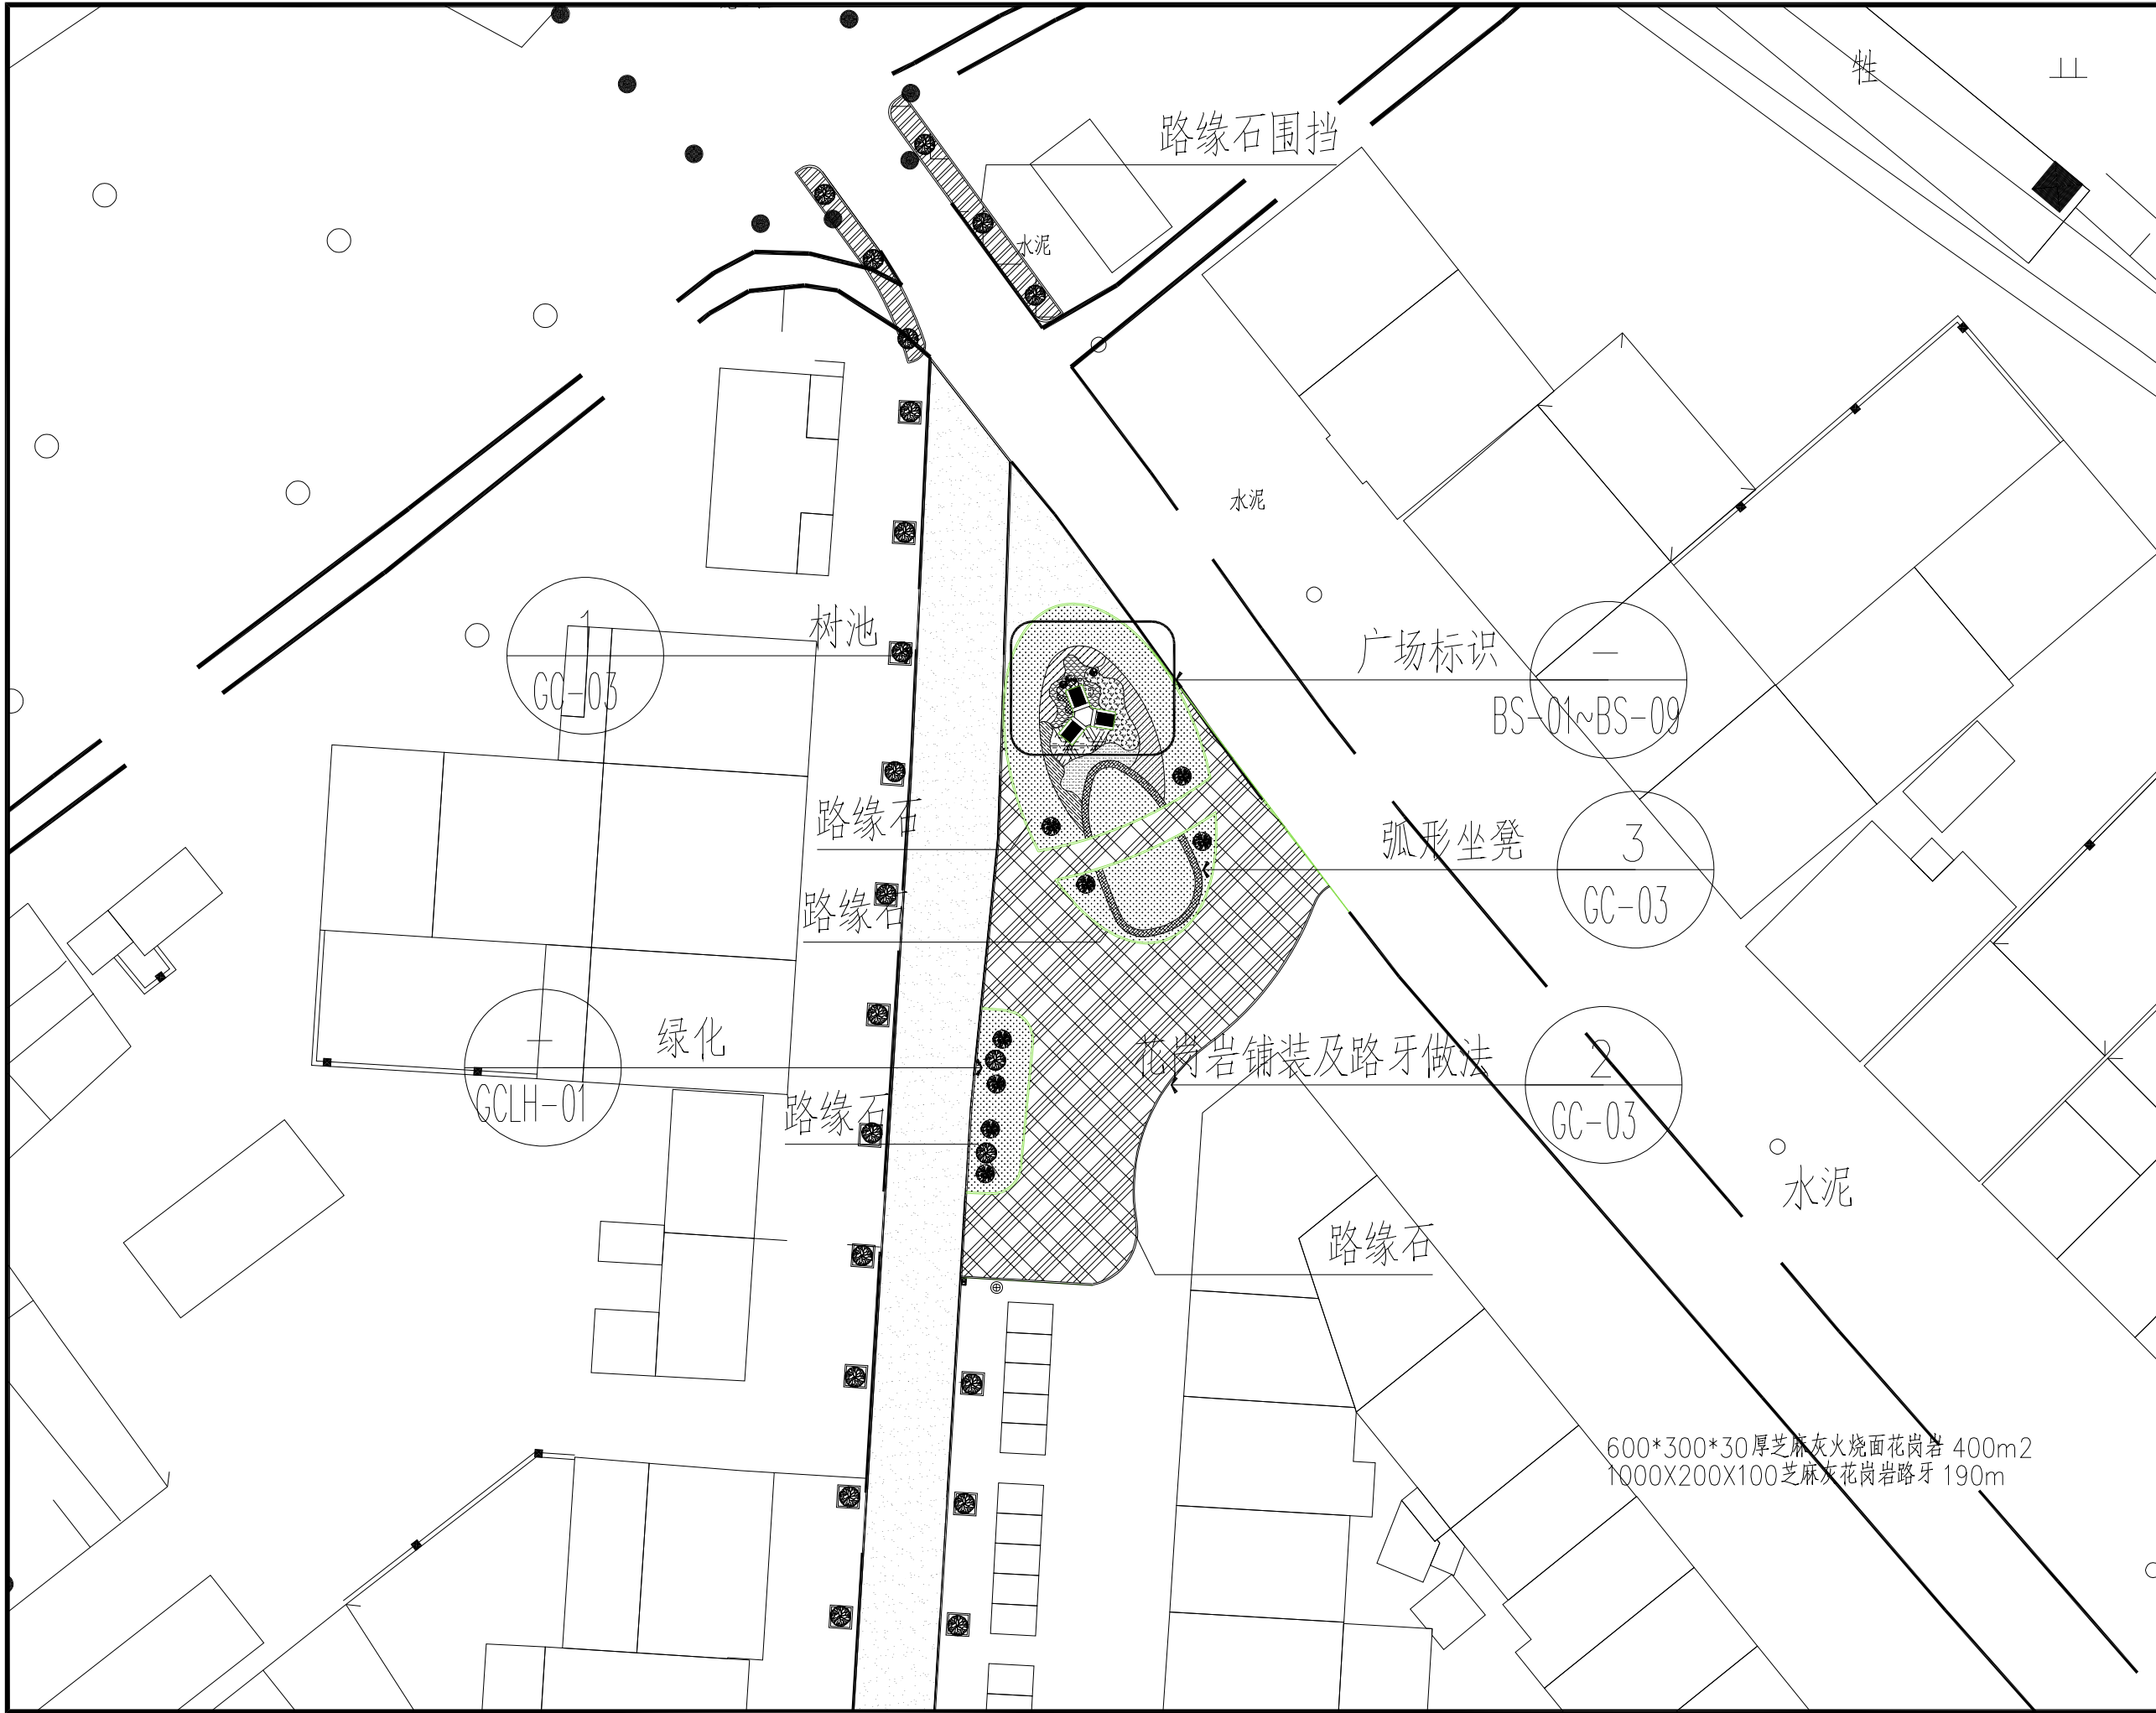 牲
路缘石围挡
水泥
水泥
1
GC-03
树池
广场标识
—
BS-01~BS-09
路缘石
弧形坐凳
3
GC-03
路缘石
绿化
—
GCLH-01
花岗岩铺装及路牙做法
2
GC-03
路缘石
水泥
路缘石
600*300*30厚芝麻灰火烧面花岗岩 400m2
1000X200X100芝麻灰花岗岩路牙 190m